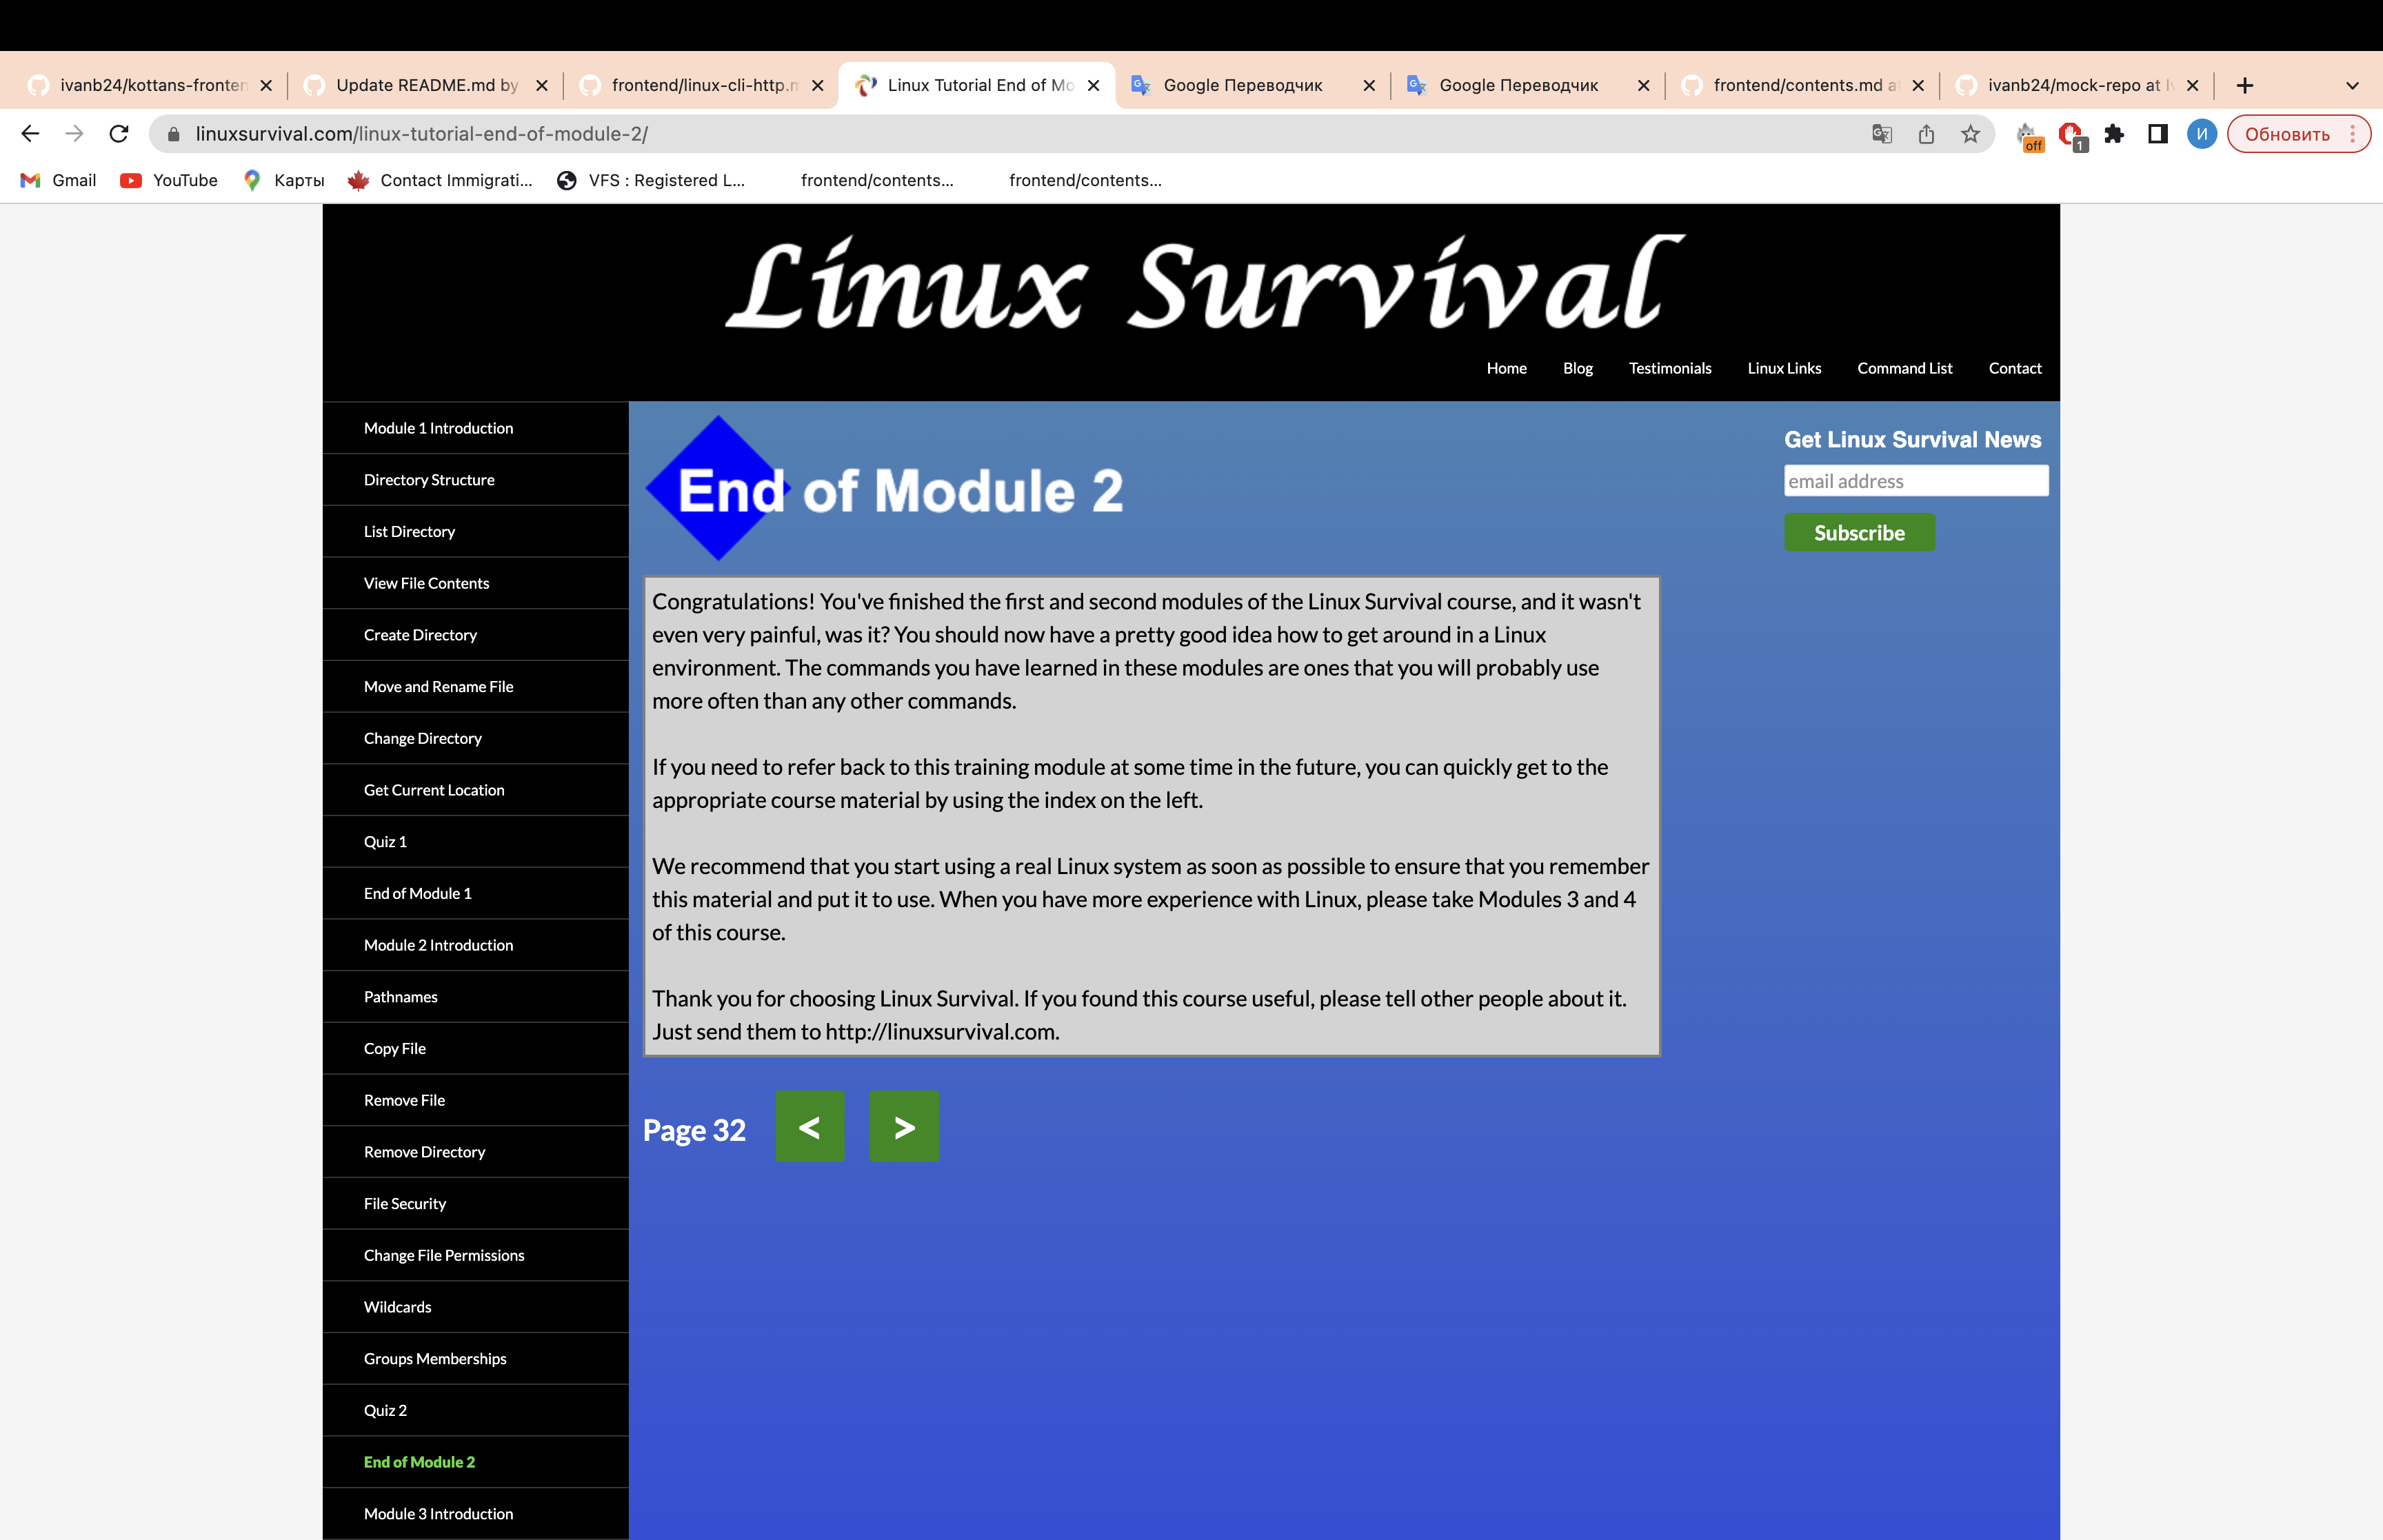 ivanb24/kottans-fronten
Update README.md by
frontend/linux-cli-http.m
Linux Tutorial End of Mo
Google Переводчик
Google Переводчик
frontend/contents.md at
ivanb24/mock-repo at
linuxsurvival.com/linux-tutorial-end-of-module-2/
off
1
И
Обновить
Gmail
YouTube
Карты
Contact Immigrati...
VFS : Registered L...
frontend/contents...
frontend/contents...
Linux Survival
Home
Blog
Testimonials
Linux Links
Command List
Contact
Module 1 Introduction
Directory Structure
List Directory
View File Contents
Create Directory
Move and Rename File
Change Directory
Get Current Location
Quiz 1
End of Module 1
Module 2 Introduction
Pathnames
Copy File
Remove File
Remove Directory
File Security
Change File Permissions
Wildcards
Groups Memberships
Quiz 2
End of Module 2
Module 3 Introduction
End of Module 2
Congratulations! You've finished the first and second modules of the Linux Survival course, and it wasn't
even very painful, was it? You should now have a pretty good idea how to get around in a Linux
environment. The commands you have learned in these modules are ones that you will probably use
more often than any other commands.
If you need to refer back to this training module at some time in the future, you can quickly get to the
appropriate course material by using the index on the left.
We recommend that you start using a real Linux system as soon as possible to ensure that you remember
this material and put it to use. When you have more experience with Linux, please take Modules 3 and 4
of this course.
Thank you for choosing Linux Survival. If you found this course useful, please tell other people about it.
Just send them to http://linuxsurvival.com.
Page 32
<
>
Get Linux Survival News
email address
Subscribe